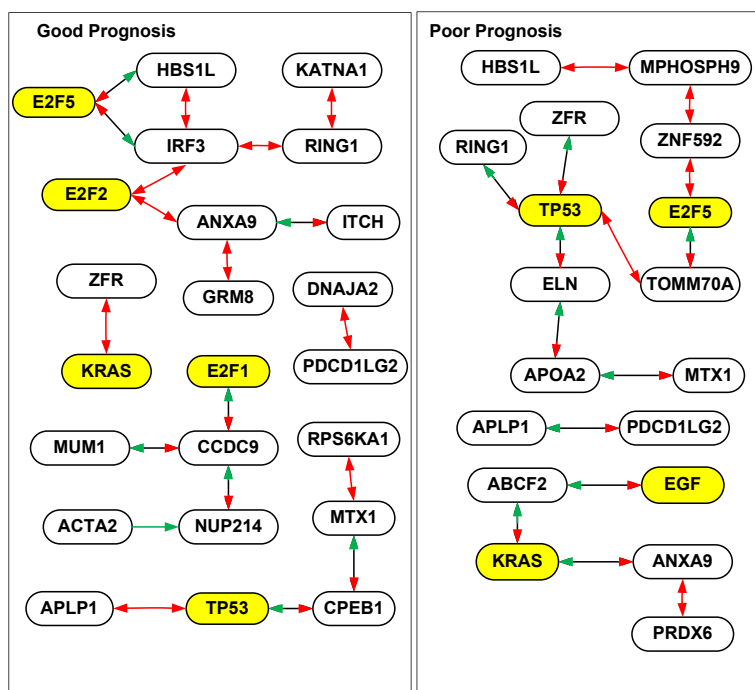 Good Prognosis
HBS1L
KATNA1
E2F5
IRF3
RING1
E2F2
ANXA9
ITCH
ZFR
GRM8
DNAJA2
KRAS
E2F1
PDCD1LG2
MUM1
CCDC9
RPS6KA1
ACTA2
NUP214
MTX1
APLP1
TP53
CPEB1
Poor Prognosis
HBS1L
MPHOSPH9
ZFR
RING1
ZNF592
TP53
E2F5
ELN
TOMM70A
APOA2
MTX1
APLP1
PDCD1LG2
ABCF2
EGF
KRAS
ANXA9
PRDX6